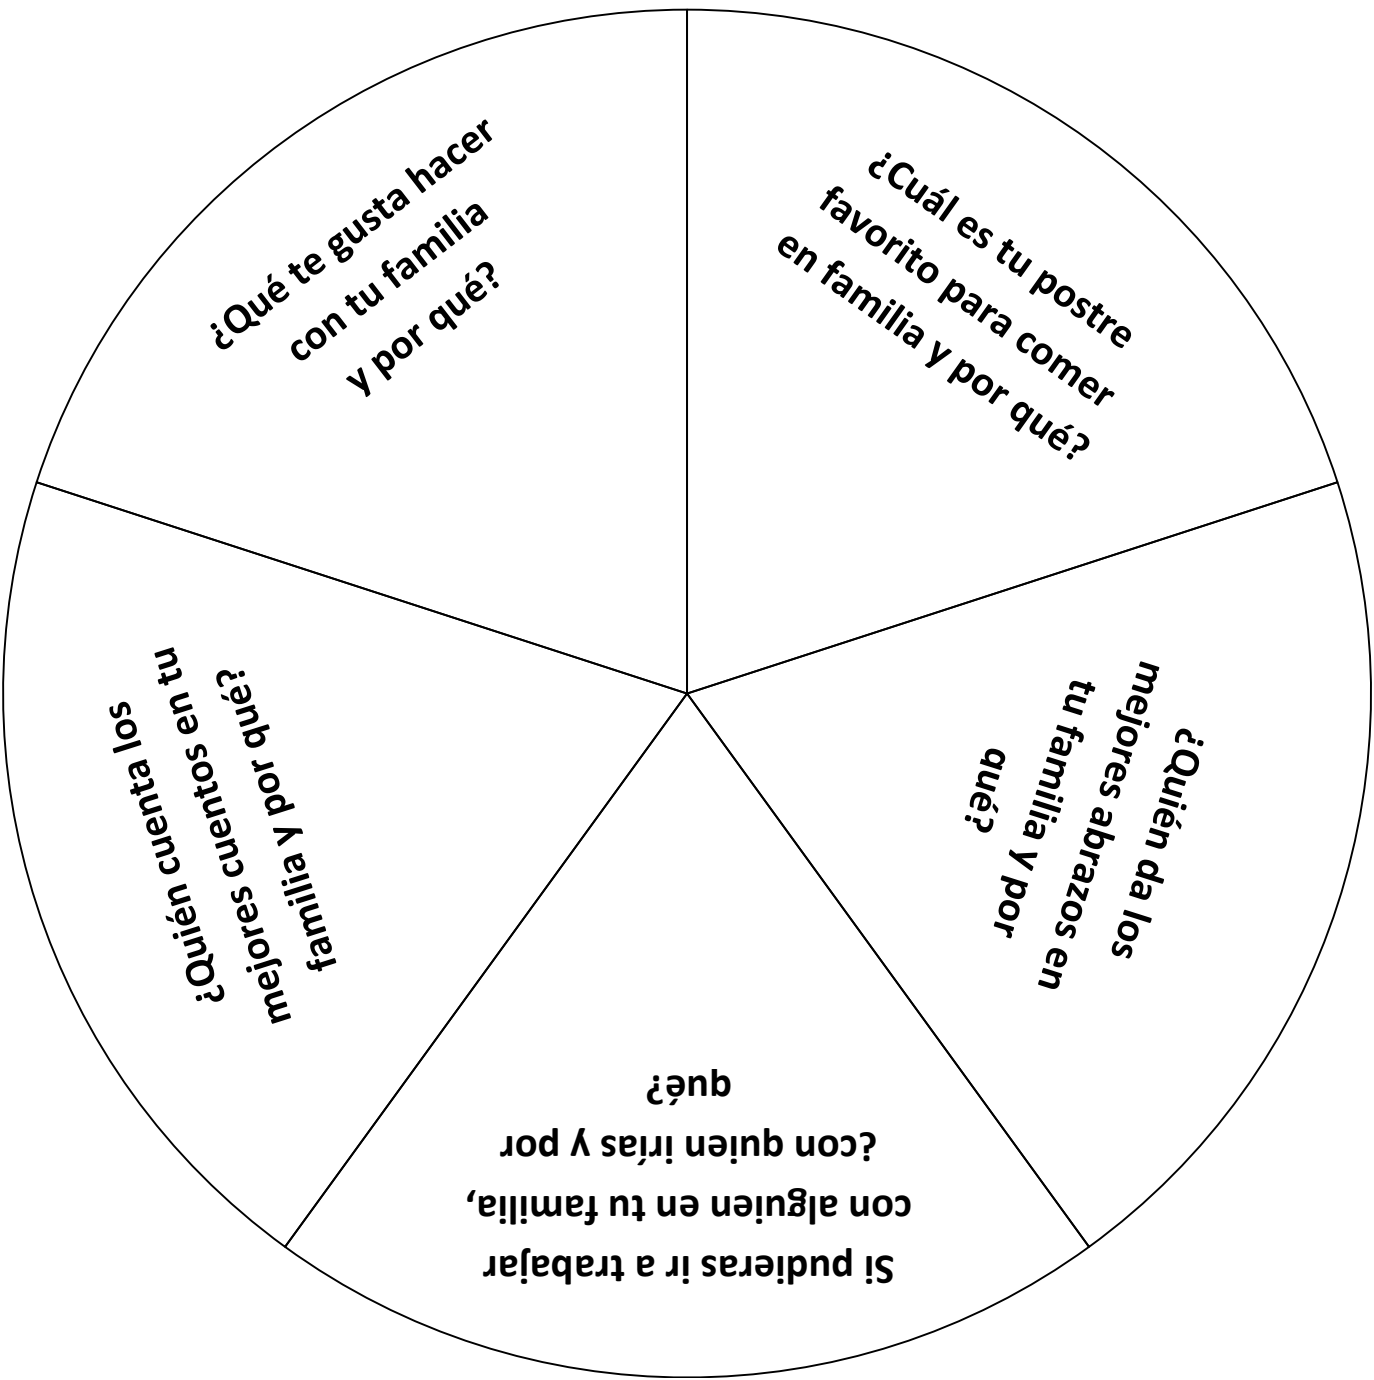 ¿Qué te gusta hacer
con tu familia
y por qué?
¿Cuál es tu postre
favorito para comer
en familia y por qué?
¿Quién da los
mejores abrazos en
tu familia y por
qué?
Si pudieras ir a trabajar
con alguien en tu familia,
¿con quien irías y por
qué?
¿Quién cuenta los
mejores cuentos en tu
familia y por qué?